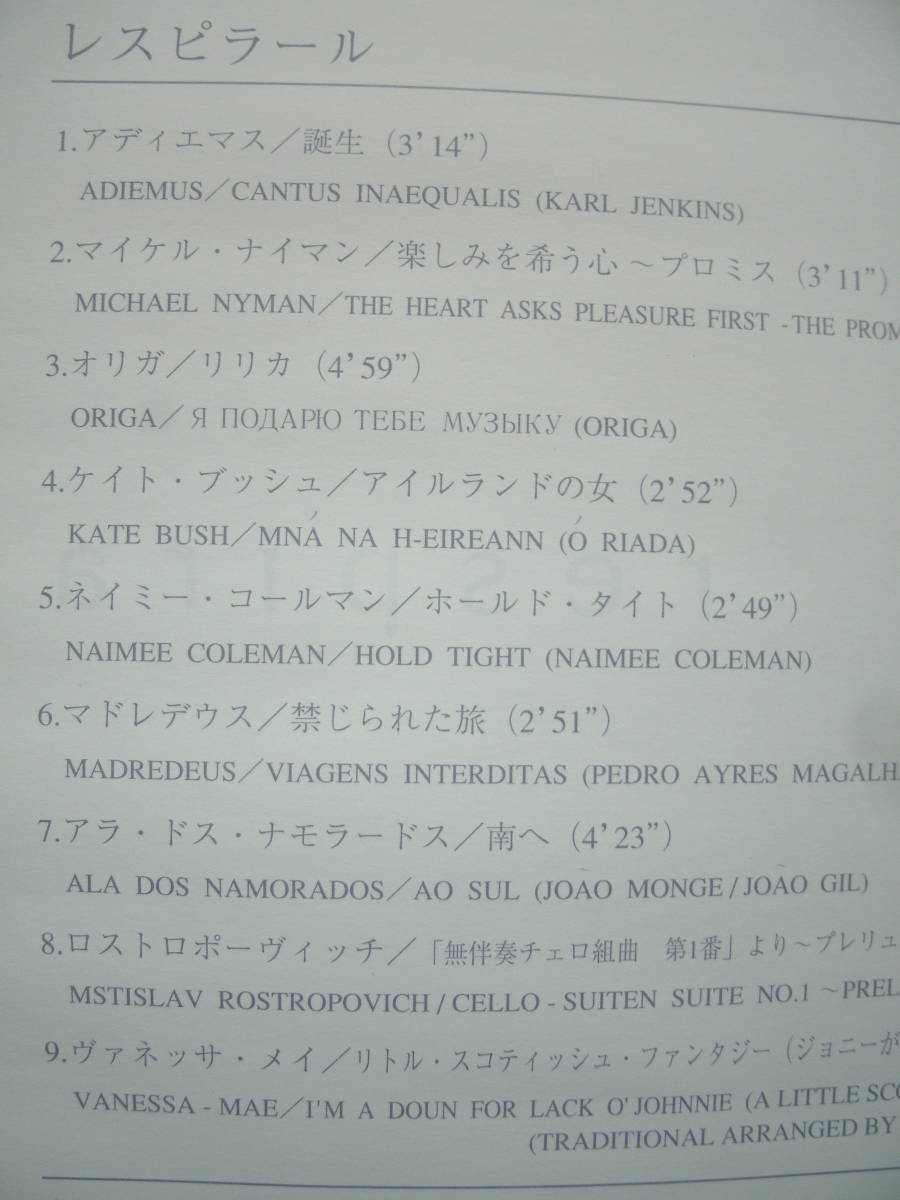 レスピラール
1.アディエマス／誕生（3’14”）
ADIEMUS／CANTUS INAEQUALIS (KARL JENKINS)
2.マイケル・ナイマン／楽しみを希う心～プロミス（3’11”）
MICHAEL NYMAN／THE HEART ASKS PLEASURE FIRST - THE PROM
3.オリガ／リリカ（4’59”）
ORIGA／Я ПОДАРЮ ТЕБЕ МУЗЫКУ (ORIGA)
4.ケイト・ブッシュ／アイルランドの女（2’52”）
KATE BUSH／MNÁ NA H-EIREANN (Ó RIADA)
5.ネイミー・コールマン／ホールド・タイト（2’49”）
NAIMEE COLEMAN／HOLD TIGHT (NAIMEE COLEMAN)
6.マドレデウス／禁じられた旅（2’51”）
MADREDEUS／VIAGENS INTERDITAS (PEDRO AYRES MAGALHA
7.アラ・ドス・ナモラードス／南へ（4’23”）
ALA DOS NAMORADOS／AO SUL (JOÃO MONGE / JOÃO GIL)
8.ロストロポーヴィッチ／「無伴奏チェロ組曲 第1番」より～プレリュ
MSTISLAV ROSTROPOVICH / CELLO - SUITEN SUITE NO.1 ～PREL
9.ヴァネッサ・メイ／リトル・スコティッシュ・ファンタジー（ジョニーが
VANESSA - MAE／I'M A DOUN FOR LACK O' JOHNNIE (A LITTLE SCO
(TRADITIONAL ARRANGED BY